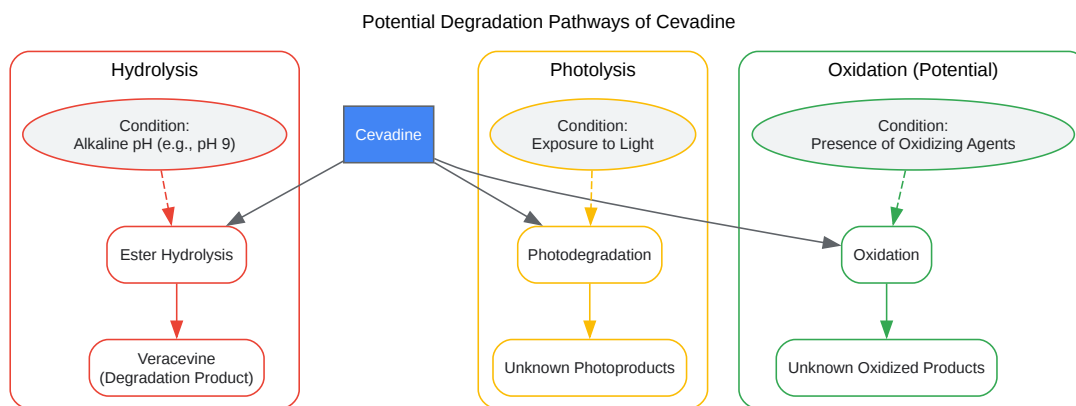 Potential Degradation Pathways of Cevadine
Hydrolysis
Condition:
Alkaline pH (e.g., pH 9)
Ester Hydrolysis
Veracevine
(Degradation Product)
Cevadine
Photolysis
Condition:
Exposure to Light
Photodegradation
Unknown Photoproducts
Oxidation (Potential)
Condition:
Presence of Oxidizing Agents
Oxidation
Unknown Oxidized Products